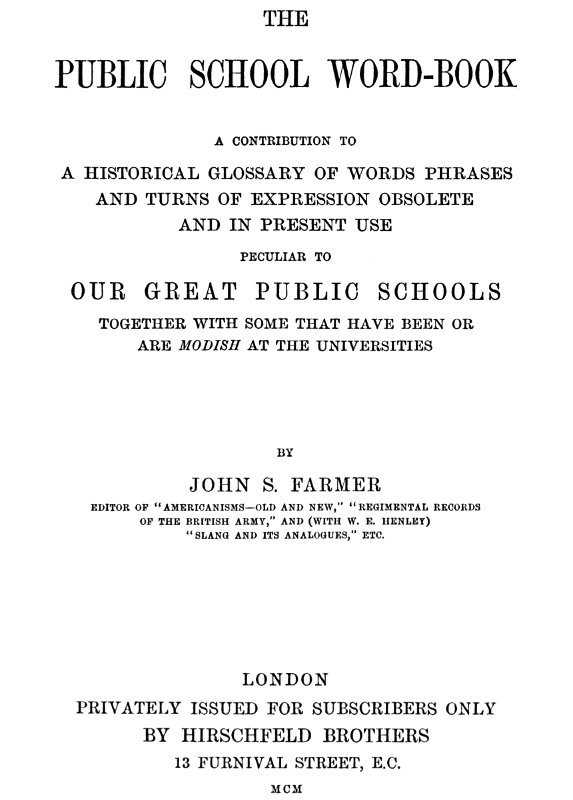 THE
PUBLIC SCHOOL WORD-BOOK
A CONTRIBUTION TO
A HISTORICAL GLOSSARY OF WORDS PHRASES
AND TURNS OF EXPRESSION OBSOLETE
AND IN PRESENT USE
PECULIAR TO
OUR GREAT PUBLIC SCHOOLS
TOGETHER WITH SOME THAT HAVE BEEN OR
ARE MODISH AT THE UNIVERSITIES
BY
JOHN S. FARMER
EDITOR OF "AMERICANISMS—OLD AND NEW," "REGIMENTAL RECORDS
OF THE BRITISH ARMY," AND (WITH W. E. HENLEY)
"SLANG AND ITS ANALOGUES," ETC.
LONDON
PRIVATELY ISSUED FOR SUBSCRIBERS ONLY
BY HIRSCHFELD BROTHERS
13 FURNIVAL STREET, E.C.
MCM